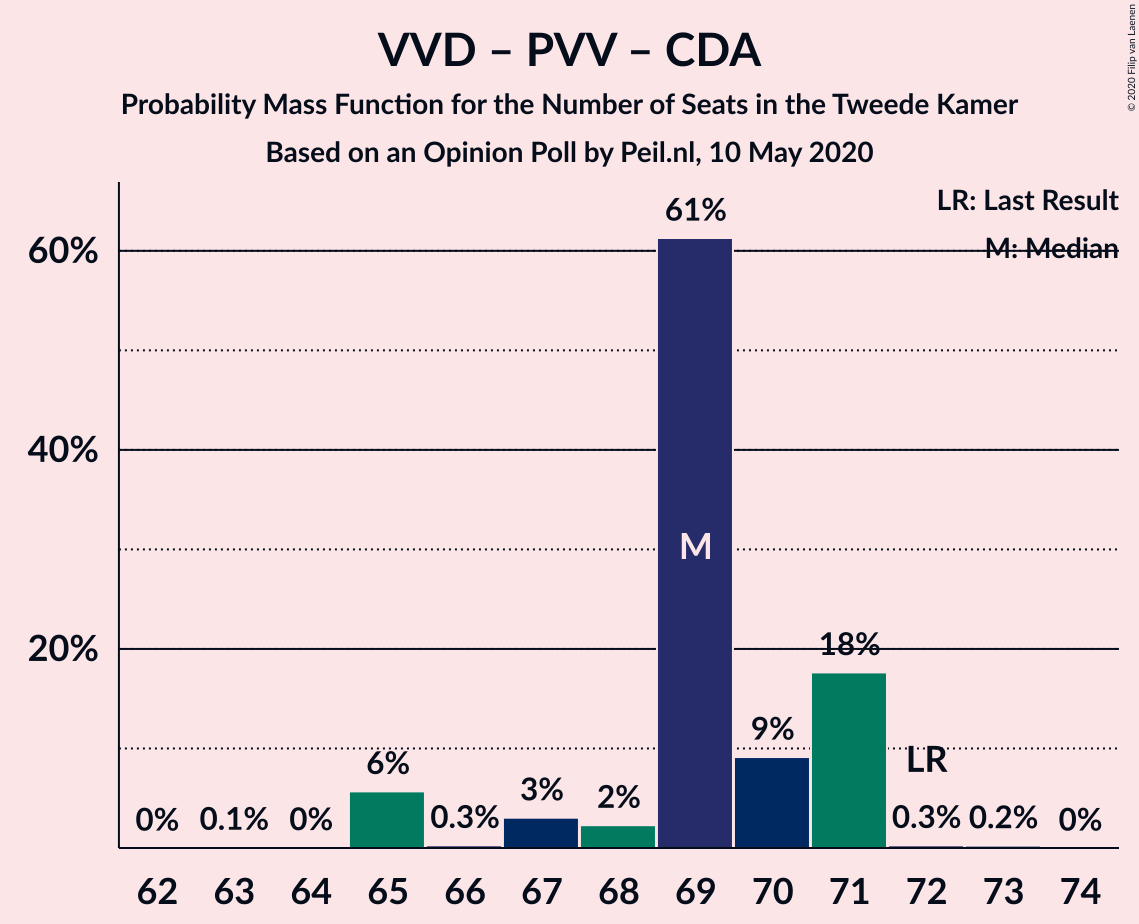 VVD – PVV – CDA
Probability Mass Function for the Number of Seats in the Tweede Kamer
Based on an Opinion Poll by Peil.nl, 10 May 2020
© 2020 Filip van Laenen
LR: Last Result
M: Median
60%
40%
20%
0%
0.1%
0%
6%
0.3%
3%
2%
61%
M
9%
18%
LR
0.3%
0.2%
0%
62 63 64 65 66 67 68 69 70 71 72 73 74